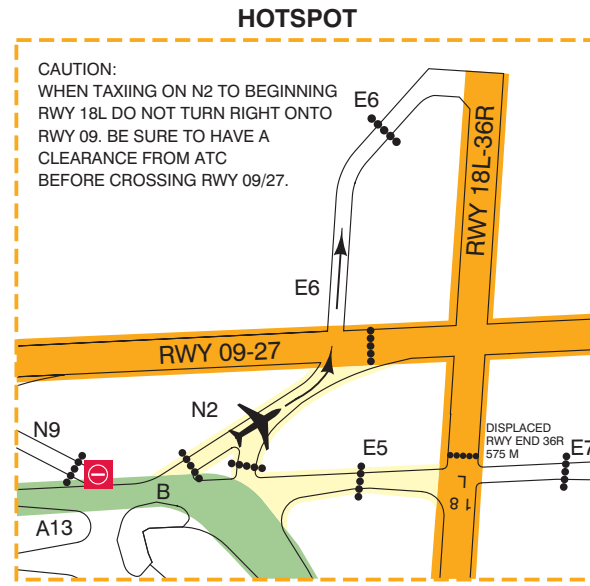 HOTSPOT
CAUTION:
WHEN TAXIING ON N2 TO BEGINNING
RWY 18L DO NOT TURN RIGHT ONTO
RWY 09. BE SURE TO HAVE A
CLEARANCE FROM ATC
BEFORE CROSSING RWY 09/27.
E6
RWY 18L-36R
E6
RWY 09-27
N2
N9
DISPLACED
RWY END 36R
575 M
E5
E7
B
18
L
A13